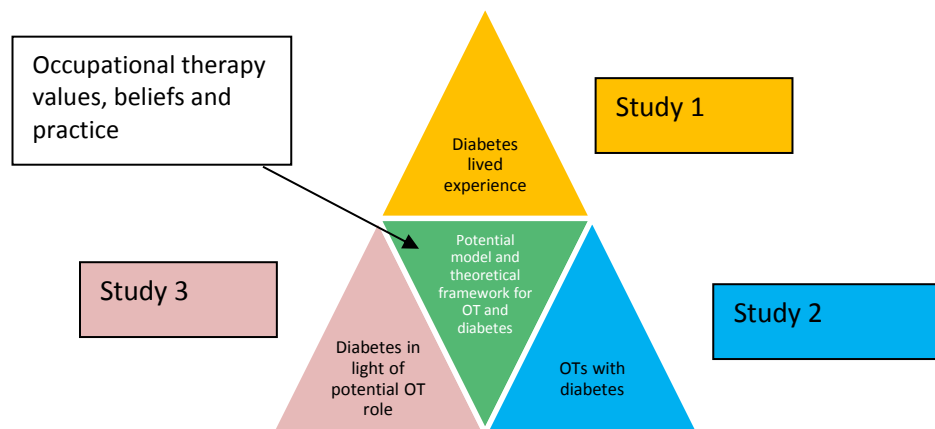 Occupational therapy
values, beliefs and
practice
Study 1
Diabetes
lived
experience
Potential
model and
theoretical
framework for
OT and
diabetes
Study 3
Study 2
Diabetes in
light of
potential OT
role
OTs with
diabetes